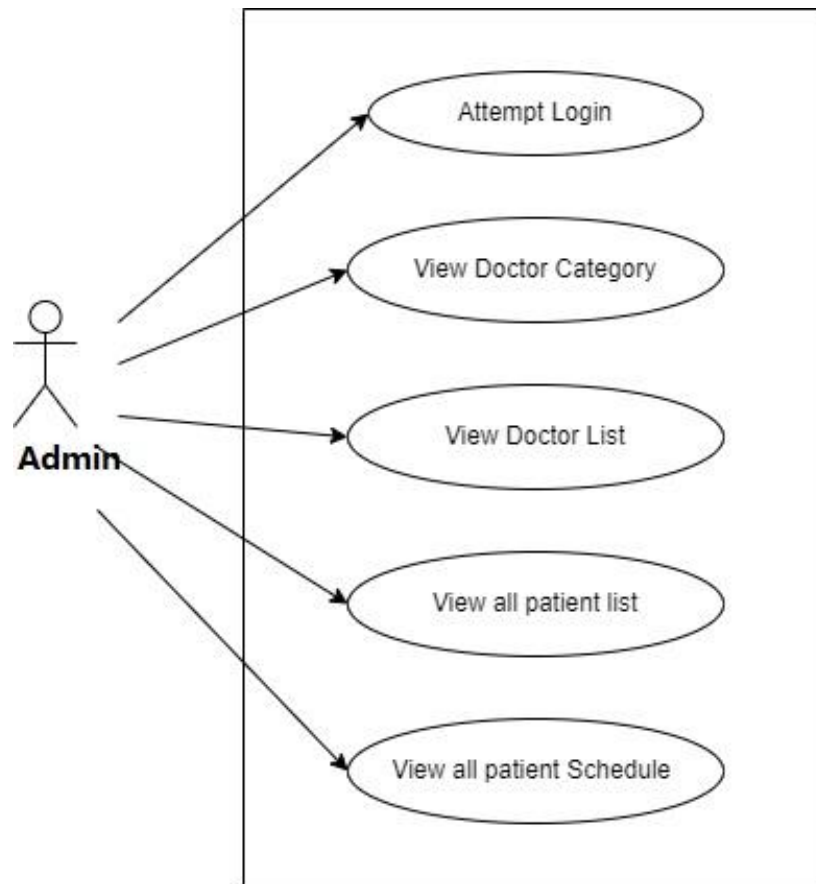 Attempt Login
View Doctor Category
View Doctor List
Admin
View all patient list
View all patient Schedule